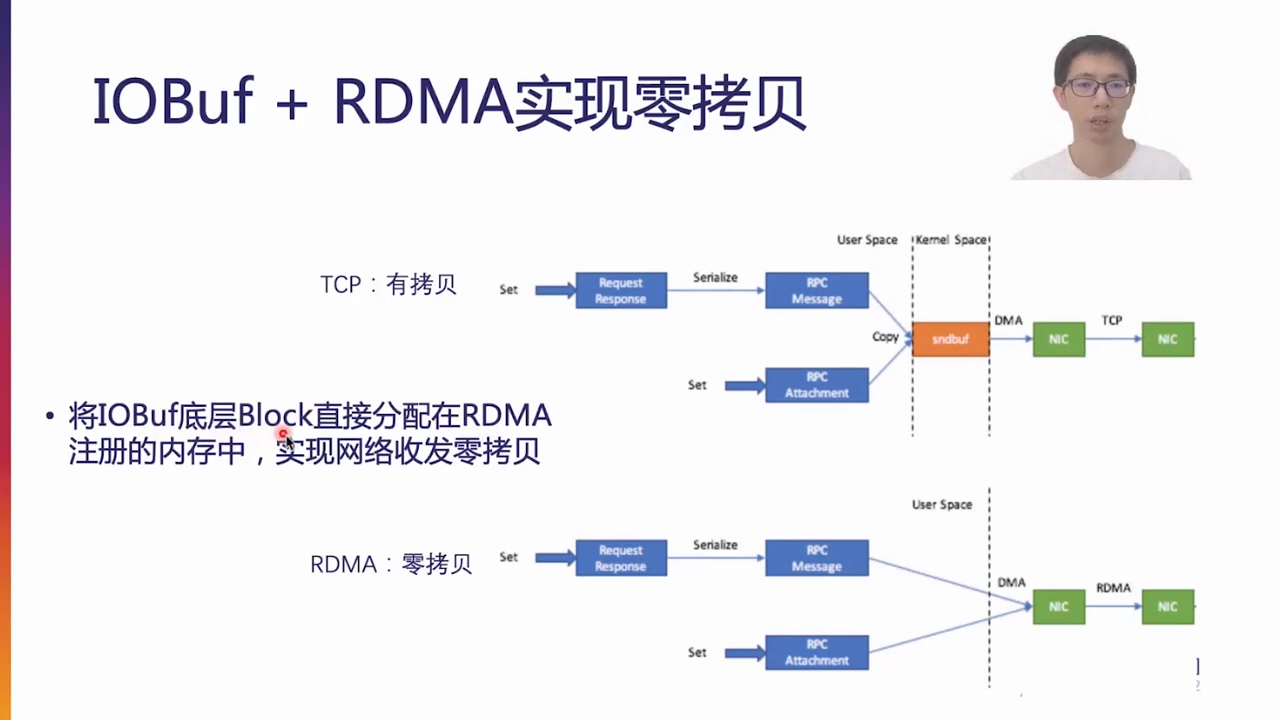 IOBuf + RDMA实现零拷贝
User Space
Kernel Space
TCP：有拷贝
Set
Request
Response
Serialize
RPC
Message
Copy
sndbuf
DMA
NIC
TCP
NIC
Set
RPC
Attachment
• 将IOBuf底层Block直接分配在RDMA
注册的内存中，实现网络收发零拷贝
User Space
RDMA：零拷贝
Set
Request
Response
Serialize
RPC
Message
DMA
NIC
RDMA
NIC
Set
RPC
Attachment